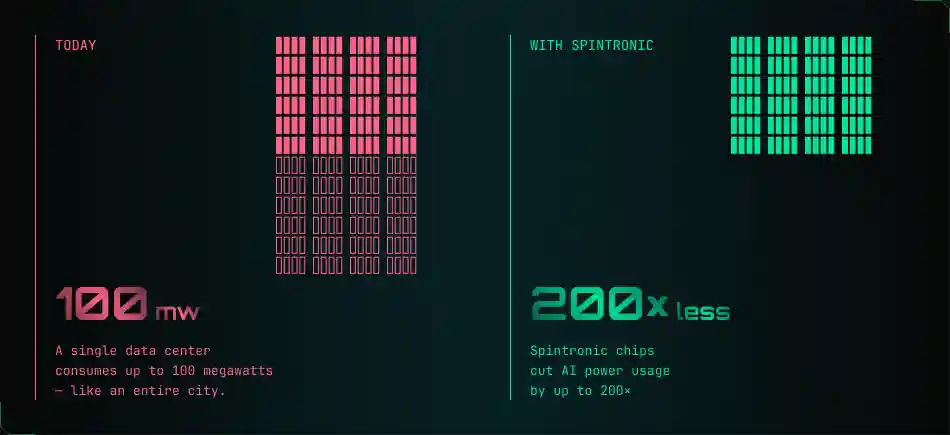 TODAY
100 mw
A single data center
consumes up to 100 megawatts
— like an entire city.
WITH SPINTRONIC
200x less
Spintronic chips
cut AI power usage
by up to 200×